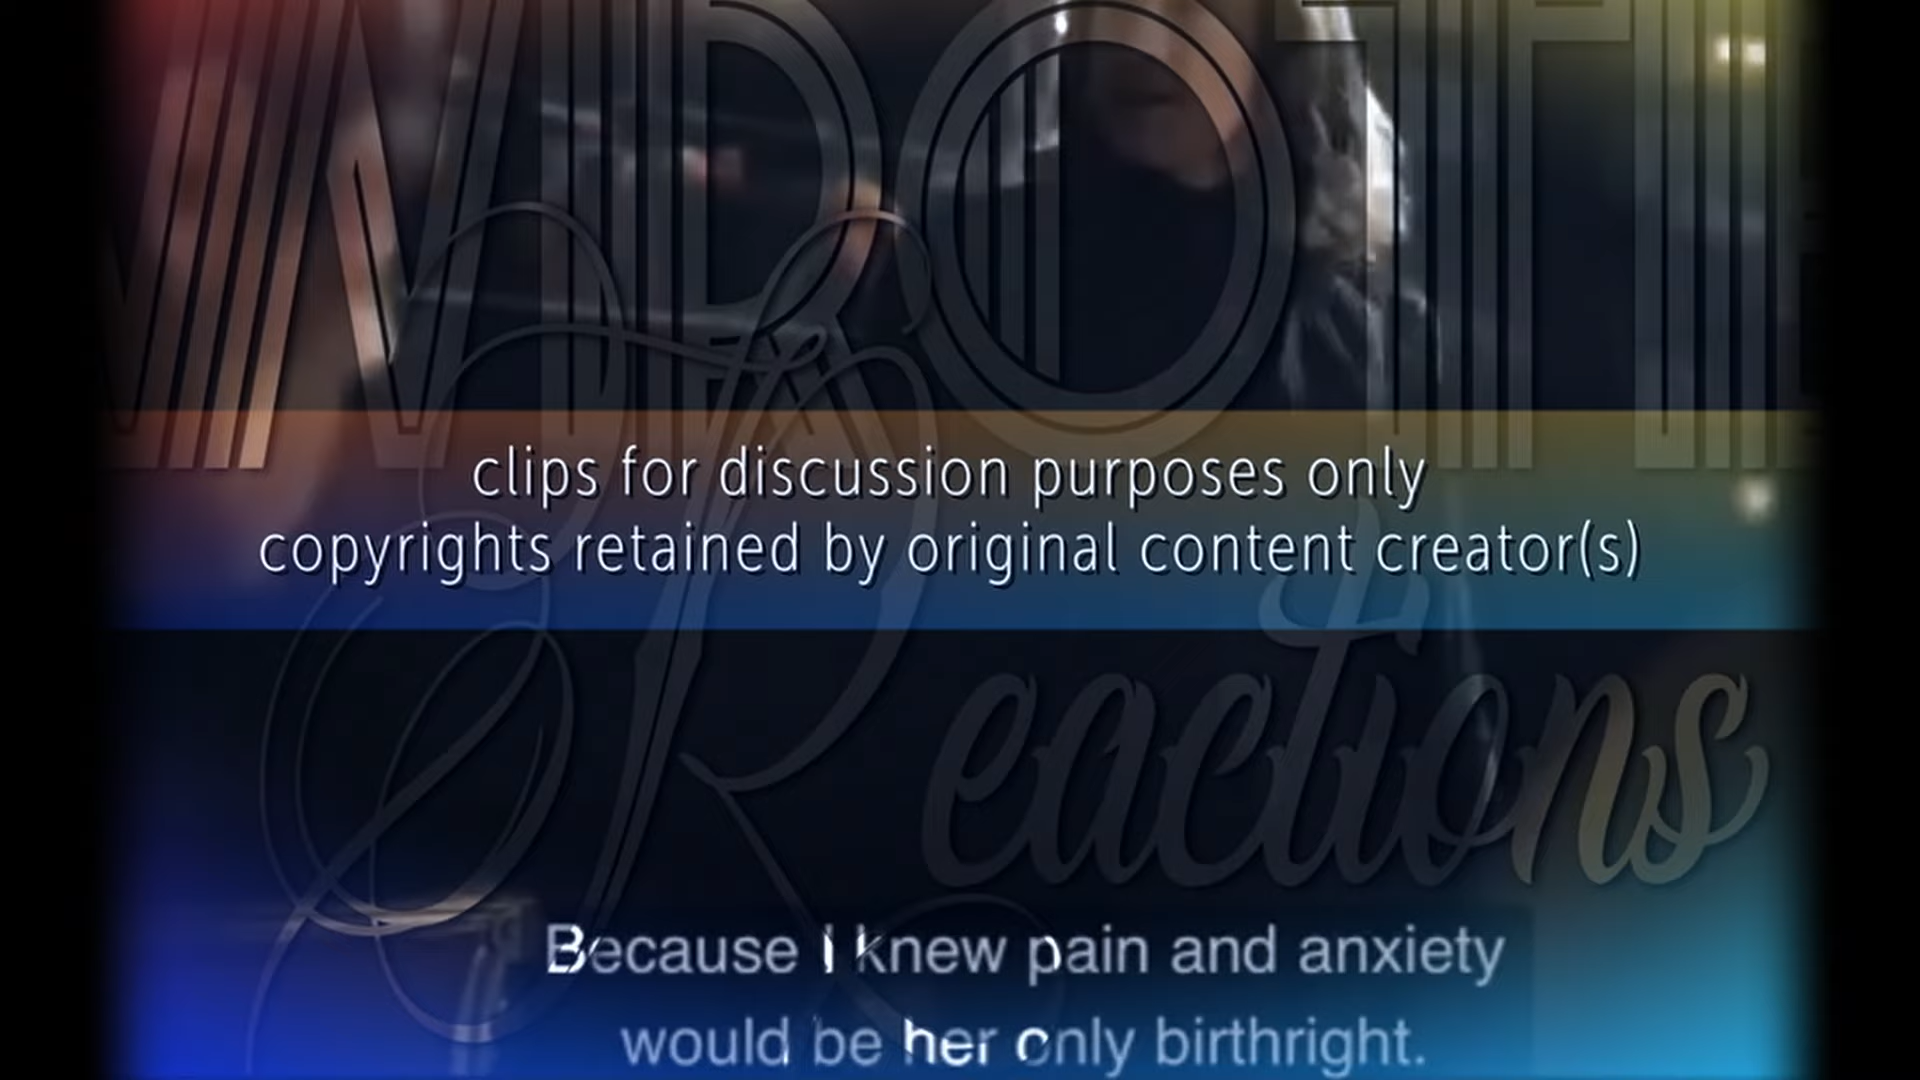 clips for discussion purposes only
copyrights retained by original content creator(s)
Reactions
Because I knew pain and anxiety
would be her only birthright.